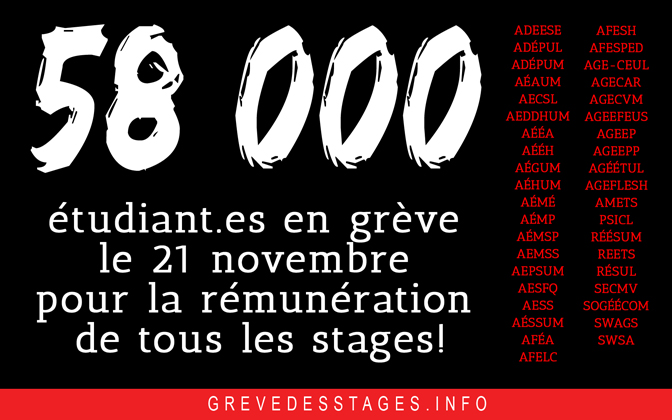 58 000
étudiant.es en grève
le 21 novembre
pour la rémunération
de tous les stages!
ADEESE
ADÉPUL
ADÉPUM
AÉAUM
AECSL
AEDDHUM
AÉÉA
AÉÉH
AÉGUM
AÉHUM
AÉMÉ
AÉMP
AÉMSP
AEMSS
AEPSUM
AESFQ
AESS
AÉSSUM
AFÉA
AFELC
AFESH
AFESPED
AGE-CEUL
AGECAR
AGECVM
AGEEFEUS
AGEEP
AGEEPP
AGÉÉTUL
AGEFLESH
AMETS
PSICL
RÉÉSUM
REETS
RÉSUL
SECMV
SOGÉÉCOM
SWAGS
SWSA
GREVEDESSTAGES.INFO